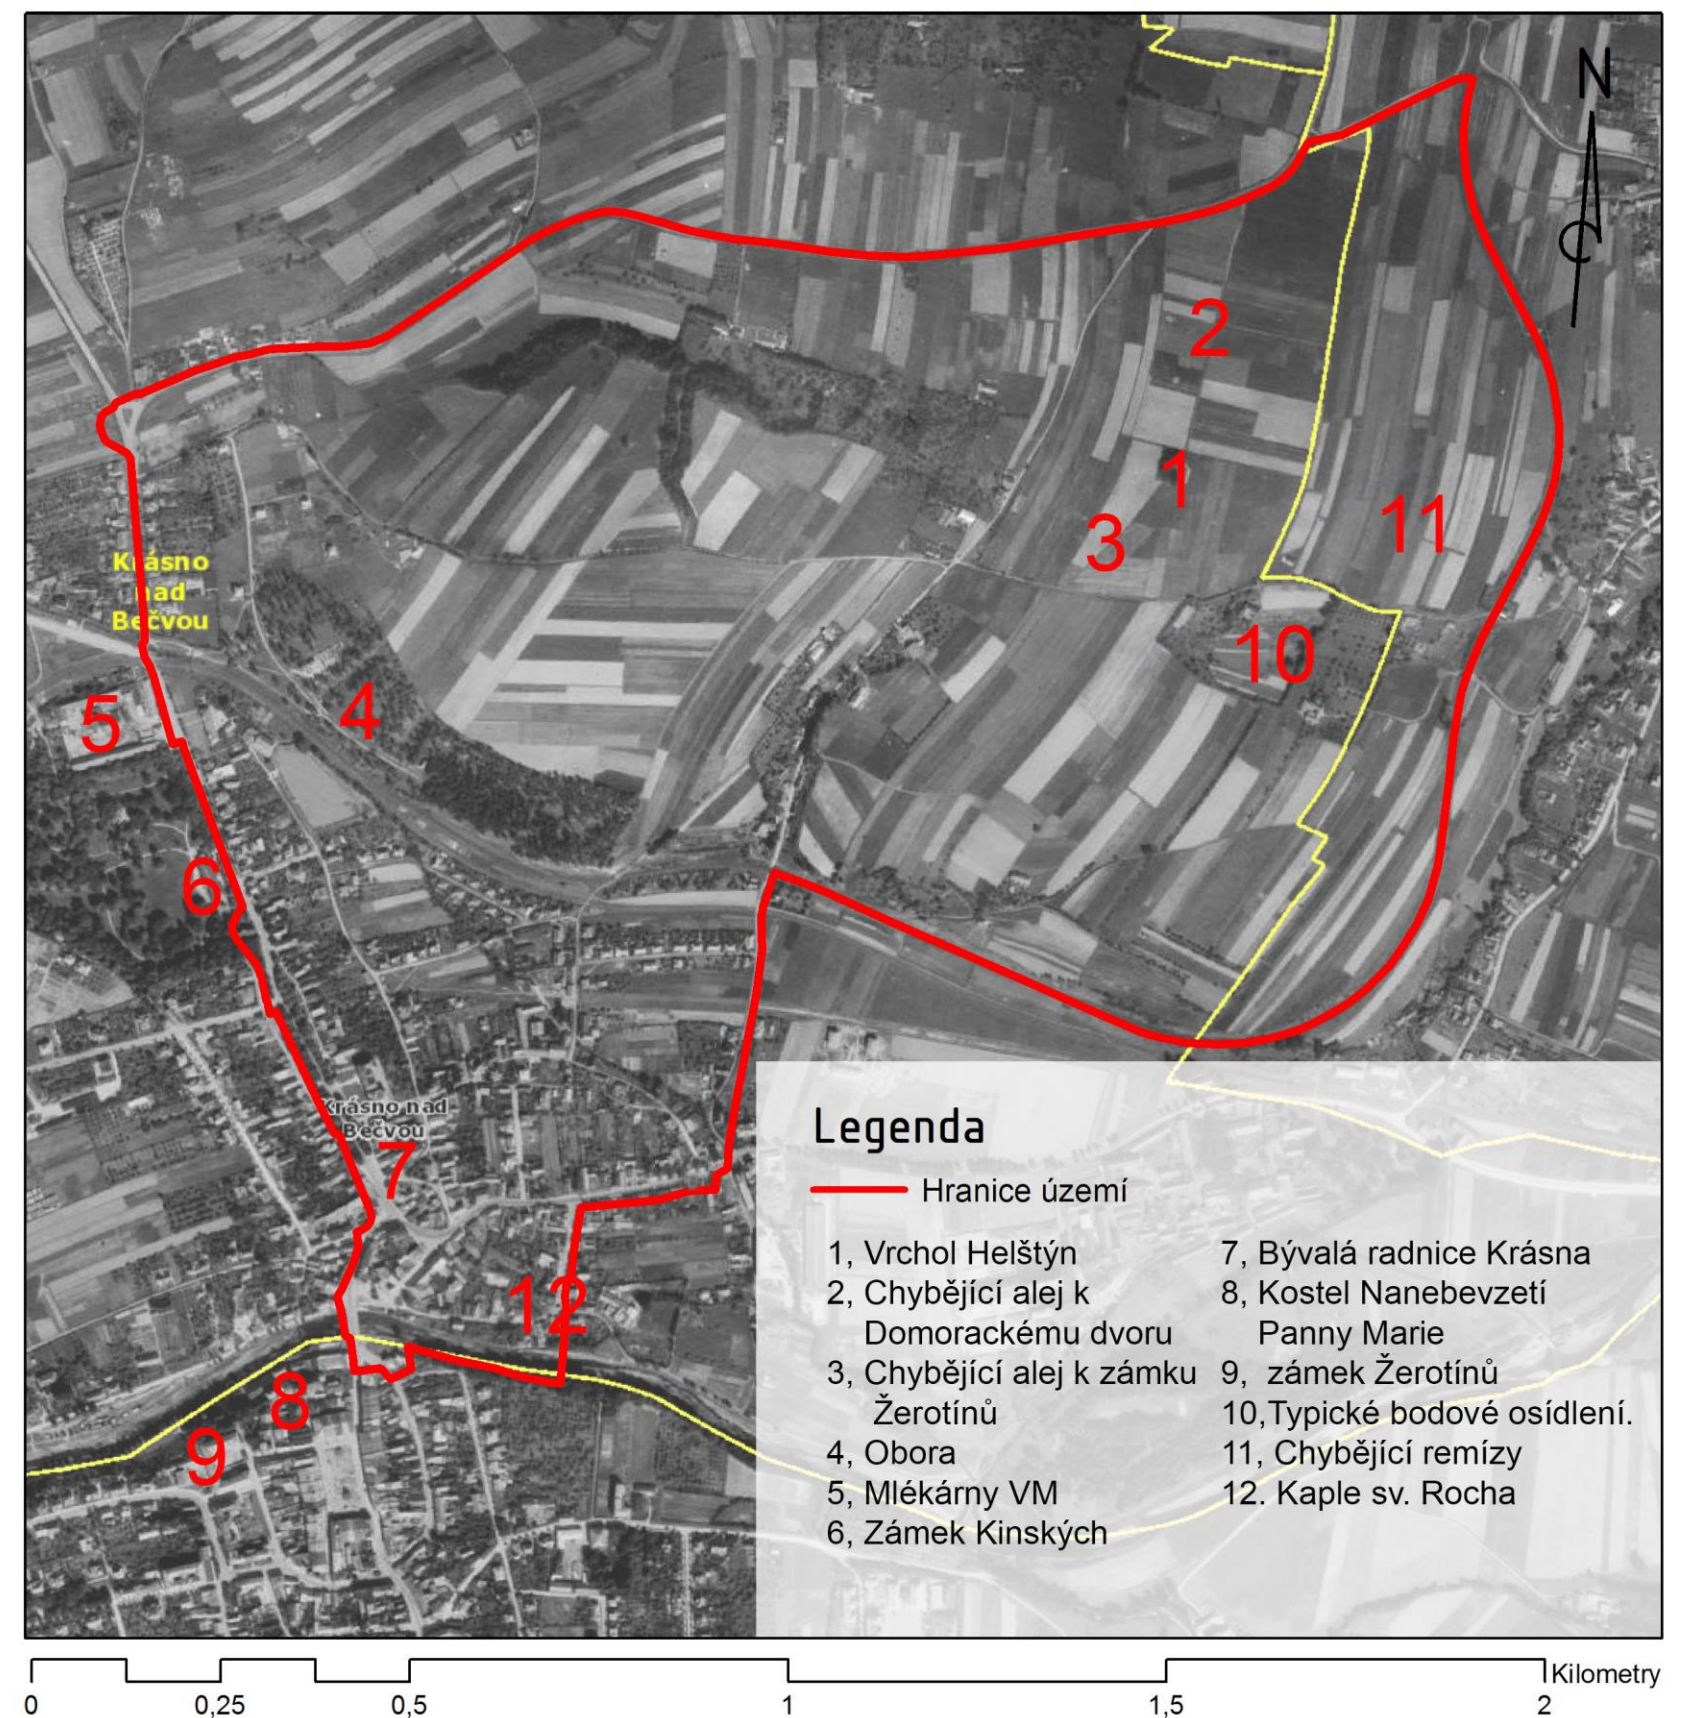 N
2
1
11
3
Krásno
nad
Bečvou
10
4
5
6
Krásno nad
Bečvou
7
12
8
9
Legenda
Hranice území
1, Vrchol Helštýn
2, Chybějící alej k
Domorackému dvoru
3, Chybějící alej k zámku
Žerotínů
4, Obora
5, Mlékárny VM
6, Zámek Kinských
7, Bývalá radnice Krásna
8, Kostel Nanebevzetí
Panny Marie
9, zámek Žerotínů
10,Typické bodové osídlení.
11, Chybějící remízy
12. Kaple sv. Rocha
Kilometry
0 0,25 0,5 1 1,5 2